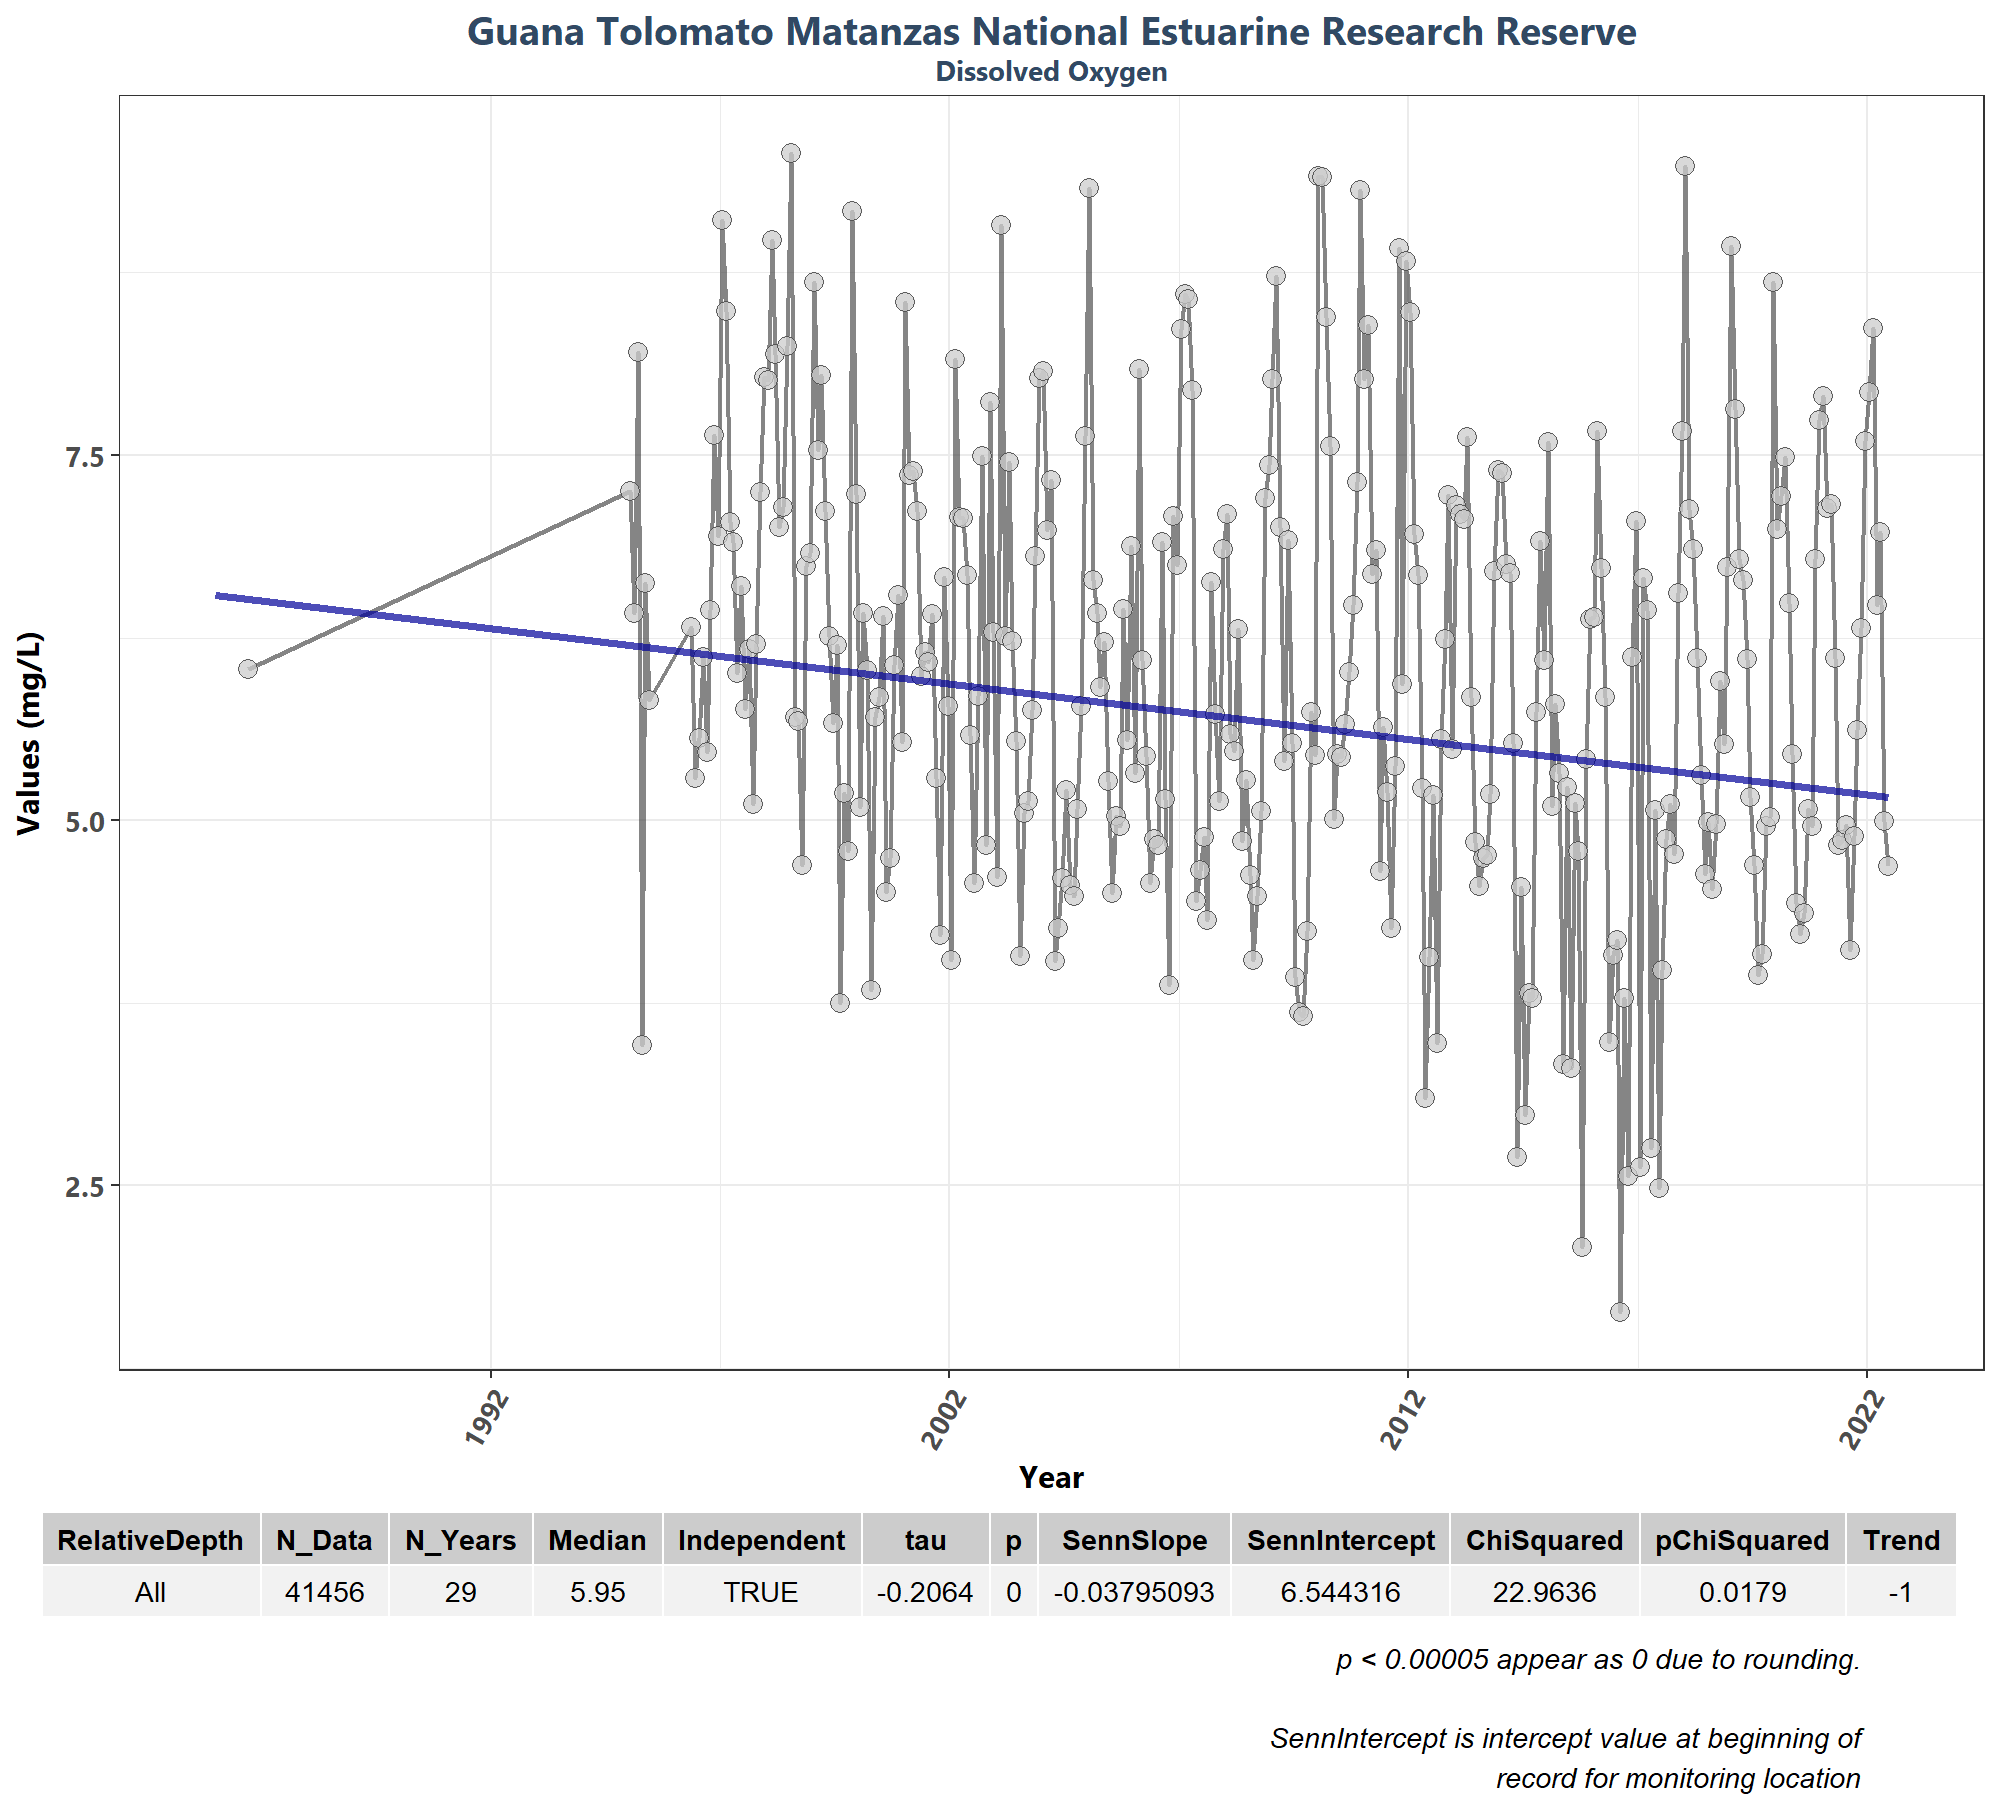 Guana Tolomato Matanzas National Estuarine Research Reserve
Dissolved Oxygen
Values (mg/L)
7.5
5.0
2.5
1992 2002 2012 2022
Year
RelativeDepth N_Data N_Years Median Independent tau p SennSlope SennIntercept ChiSquared pChiSquared Trend
All 41456 29 5.95 TRUE -0.2064 0 -0.03795093 6.544316 22.9636 0.0179 -1
p < 0.00005 appear as 0 due to rounding.
SennIntercept is intercept value at beginning of
record for monitoring location